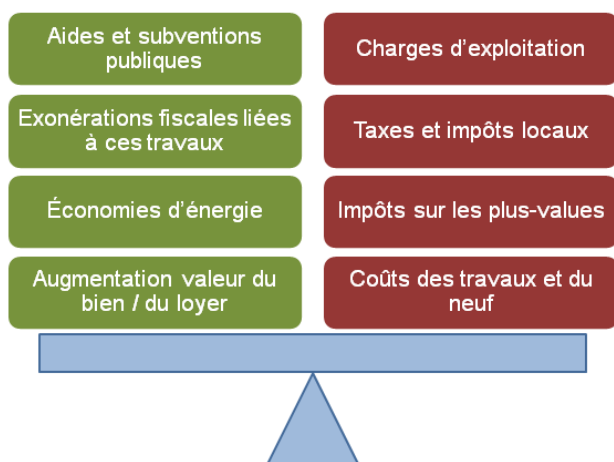 Aides et subventions
publiques
Charges d'exploitation
Exonérations fiscales liées
à ces travaux
Taxes et impôts locaux
Économies d'énergie
Impôts sur les plus-values
Augmentation valeur du
bien / du loyer
Coûts des travaux et du
neuf